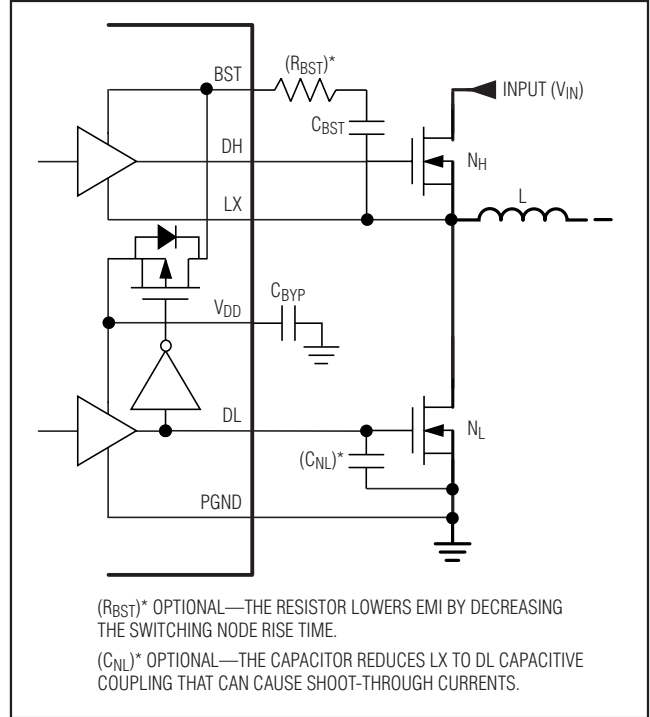 BST
(RBST)*
INPUT (VIN)
CBST
DH
NH
LX
L
VDD
CBYP
DL
NL
(CNL)*
PGND
(RBST)* OPTIONAL—THE RESISTOR LOWERS EMI BY DECREASING
THE SWITCHING NODE RISE TIME.
(CNL)* OPTIONAL—THE CAPACITOR REDUCES LX TO DL CAPACITIVE
COUPLING THAT CAN CAUSE SHOOT-THROUGH CURRENTS.